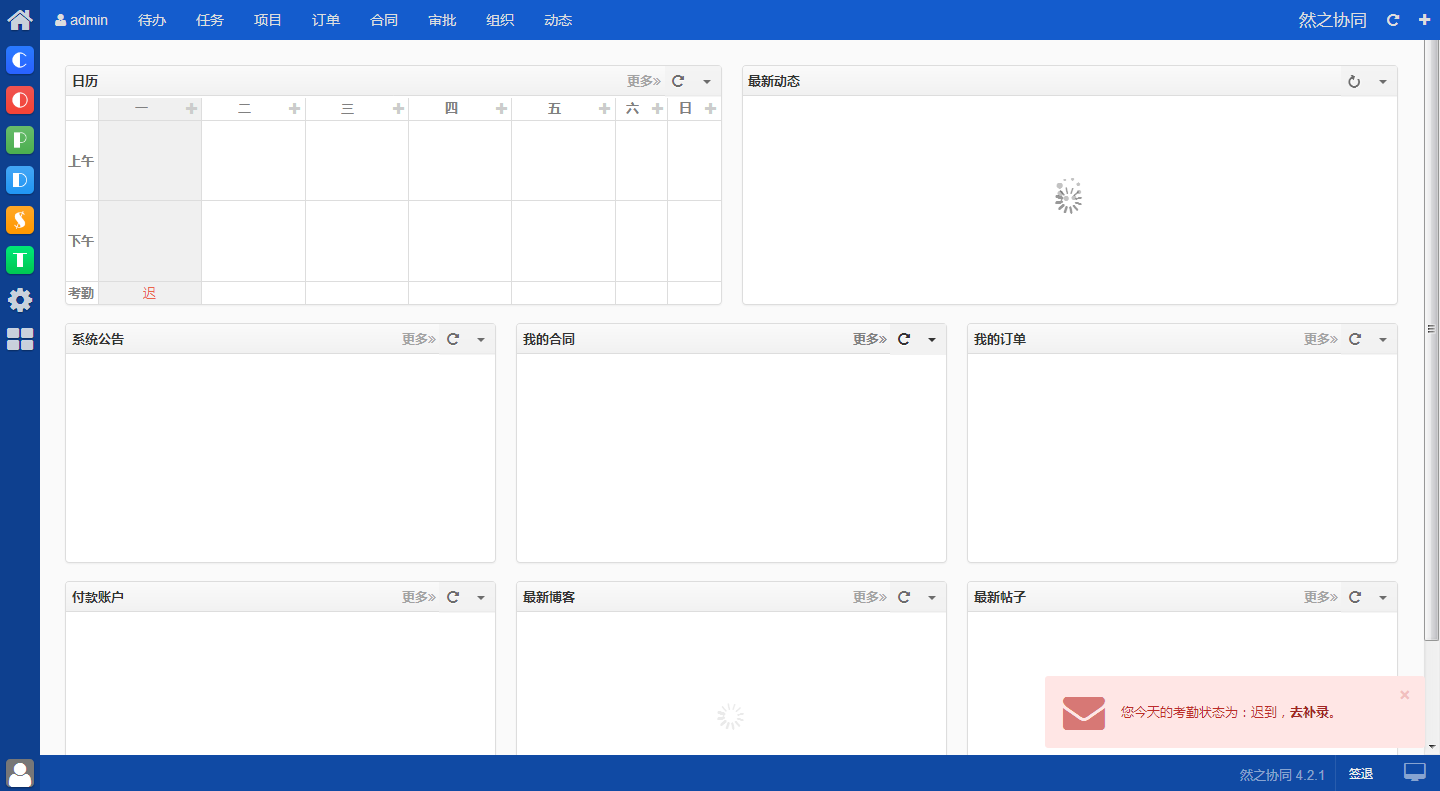 admin 待办 任务 项目 订单 合同 审批 组织 动态 然之协同
C
D
P
D
S
T
日历 更多»
一 二 三 四 五 六 日
上午
下午
考勤 迟
最新动态
系统公告 更多»
我的合同 更多»
我的订单 更多»
付款账户 更多»
最新博客 更多»
最新帖子 更多»
您今天的考勤状态为：迟到，去补录。 ×
然之协同 4.2.1 签退